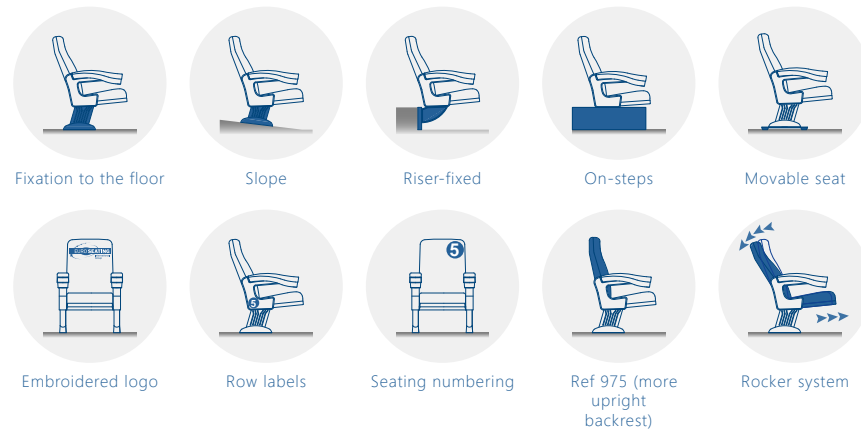 Fixation to the floor
Slope
Riser-fixed
On-steps
Movable seat
EUROSEATING
5
5
Embroidered logo
Row labels
Seating numbering
Ref 975 (more
upright
backrest)
Rocker system